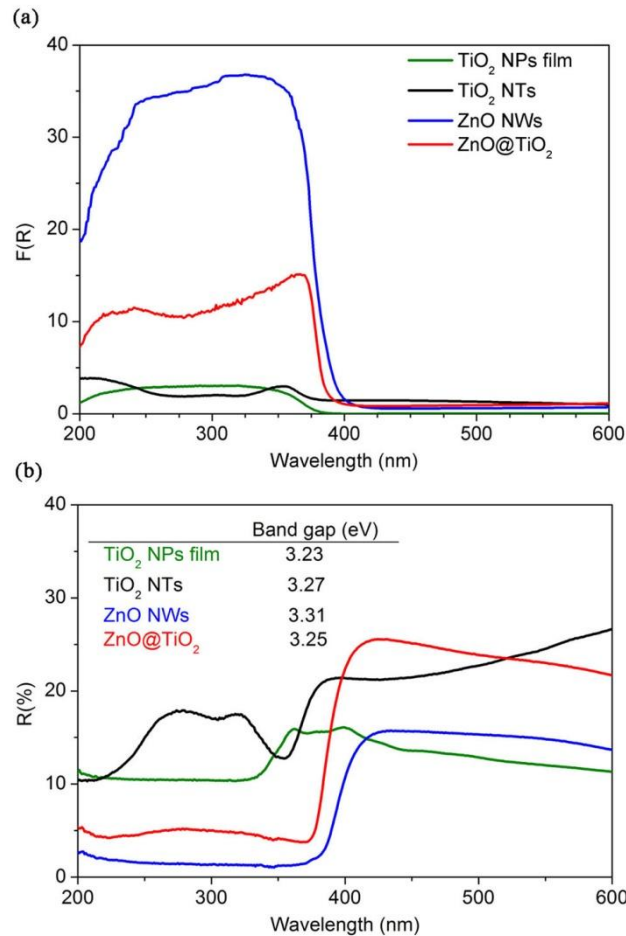 (a)
40
30
20
10
0
F(R)
TiO₂ NPs film
TiO₂ NTs
ZnO NWs
ZnO@TiO₂
200 300 400 500 600
Wavelength (nm)
(b)
40
30
20
10
0
R(%)
Band gap (eV)
TiO₂ NPs film 3.23
TiO₂ NTs 3.27
ZnO NWs 3.31
ZnO@TiO₂ 3.25
200 300 400 500 600
Wavelength (nm)